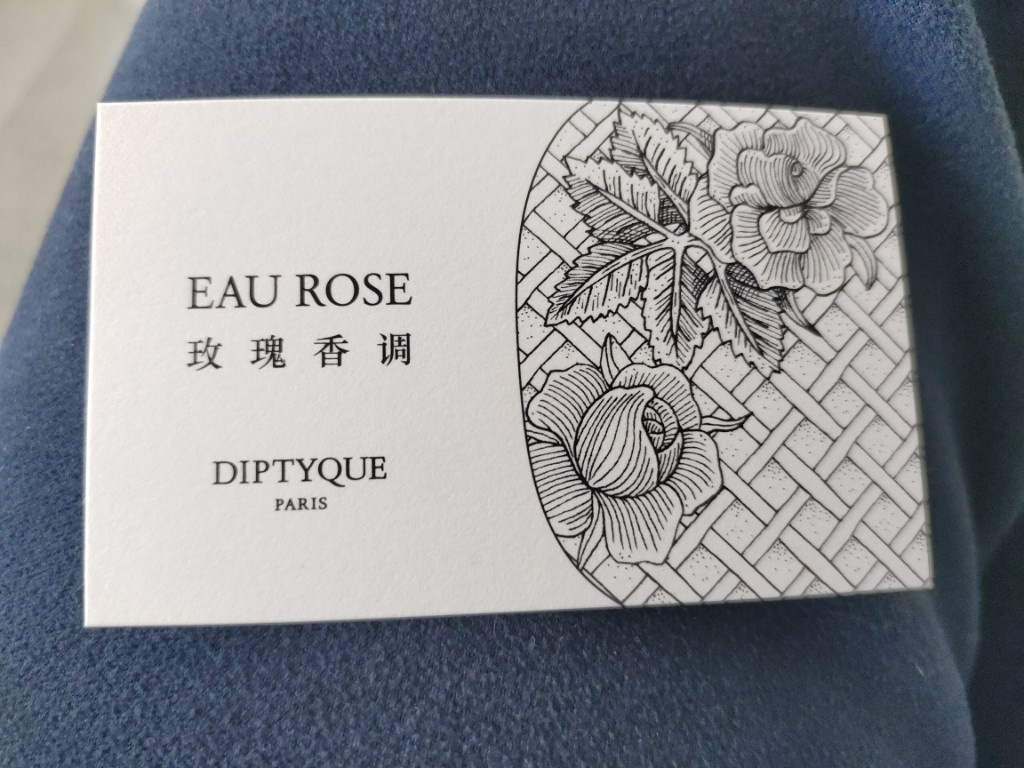 EAU ROSE
玫瑰香调
DIPTYQUE
PARIS